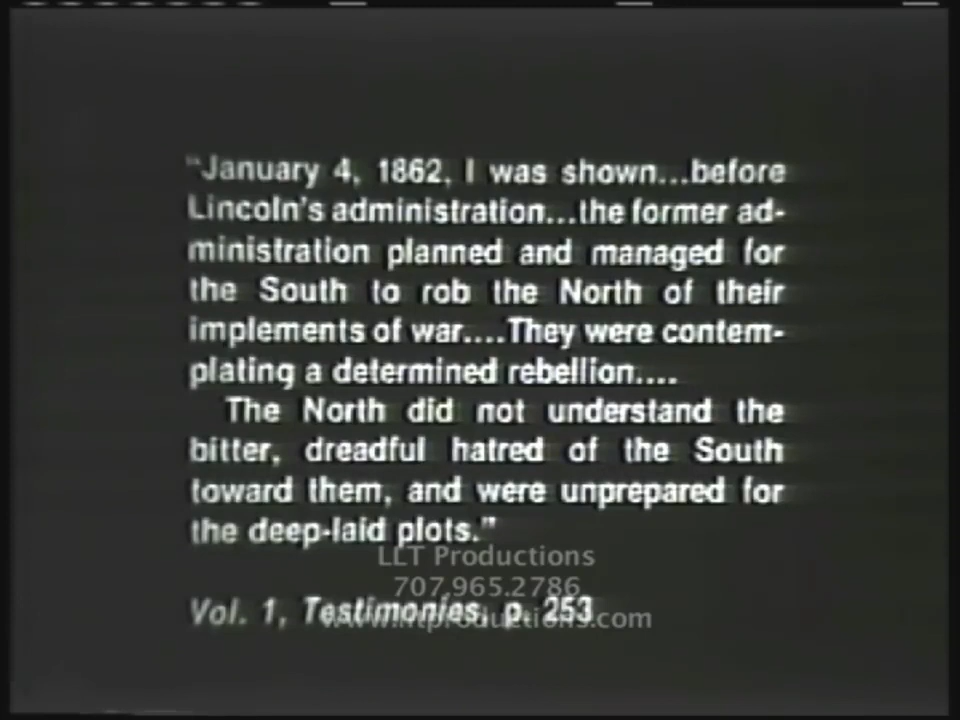 "January 4, 1862, I was shown...before
Lincoln's administration...the former ad-
ministration planned and managed for
the South to rob the North of their
implements of war....They were contem-
plating a determined rebellion....
The North did not understand the
bitter, dreadful hatred of the South
toward them, and were unprepared for
the deep-laid plots."
LLT Productions
707.965.2786
Vol. 1, Testimonies, p. 253
www.lltproductions.com